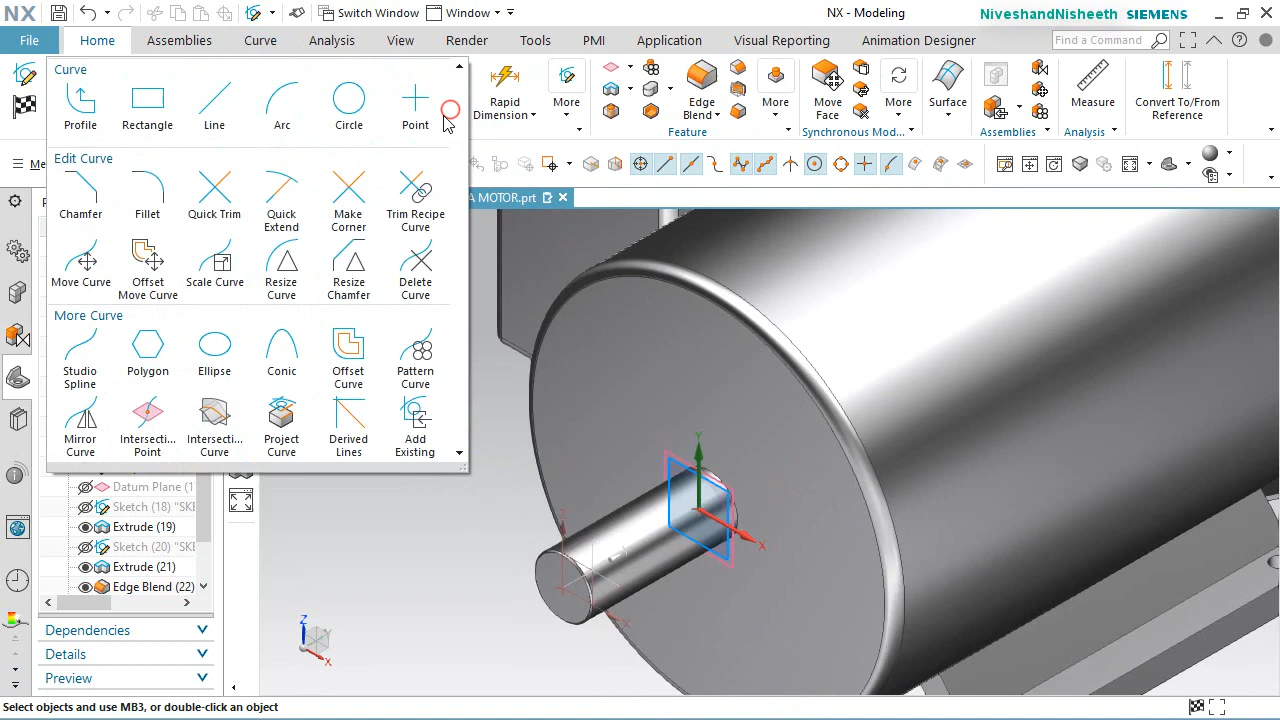 NX
Switch Window
Window
NX - Modeling
NiveshandNisheeth SIEMENS
File
Home
Assemblies
Curve
Analysis
View
Render
Tools
PMI
Application
Visual Reporting
Animation Designer
Find a Command
Curve
Profile
Rectangle
Line
Arc
Circle
Point
Rapid
Dimension
More
Edge
Blend
More
Feature
Move
Face
More
Synchronous Mod...
Surface
Assemblies
Measure
Analysis
Convert To/From
Reference
Edit Curve
Chamfer
Fillet
Quick Trim
Quick
Extend
Make
Corner
Trim Recipe
Curve
Move Curve
Offset
Move Curve
Scale Curve
Resize
Curve
Resize
Chamfer
Delete
Curve
More Curve
Studio
Spline
Polygon
Ellipse
Conic
Offset
Curve
Pattern
Curve
Mirror
Curve
Intersecti...
Point
Intersecti...
Curve
Project
Curve
Derived
Lines
Add
Existing
Me
A MOTOR.prt
Datum Plane (1
Sketch (18) "SKE
Extrude (19)
Sketch (20) "SKE
Extrude (21)
Edge Blend (22)
Dependencies
Details
Preview
Y
X
Z
X
Z
Y
X
Select objects and use MB3, or double-click an object